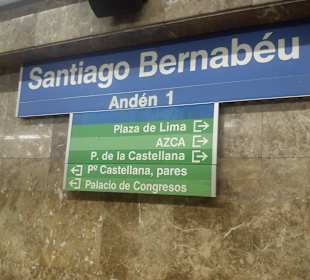 Santiago Bernabéu
Andén 1
Plaza de Lima
AZCA
P. de la Castellana
Pº Castellana, pares
Palacio de Congresos